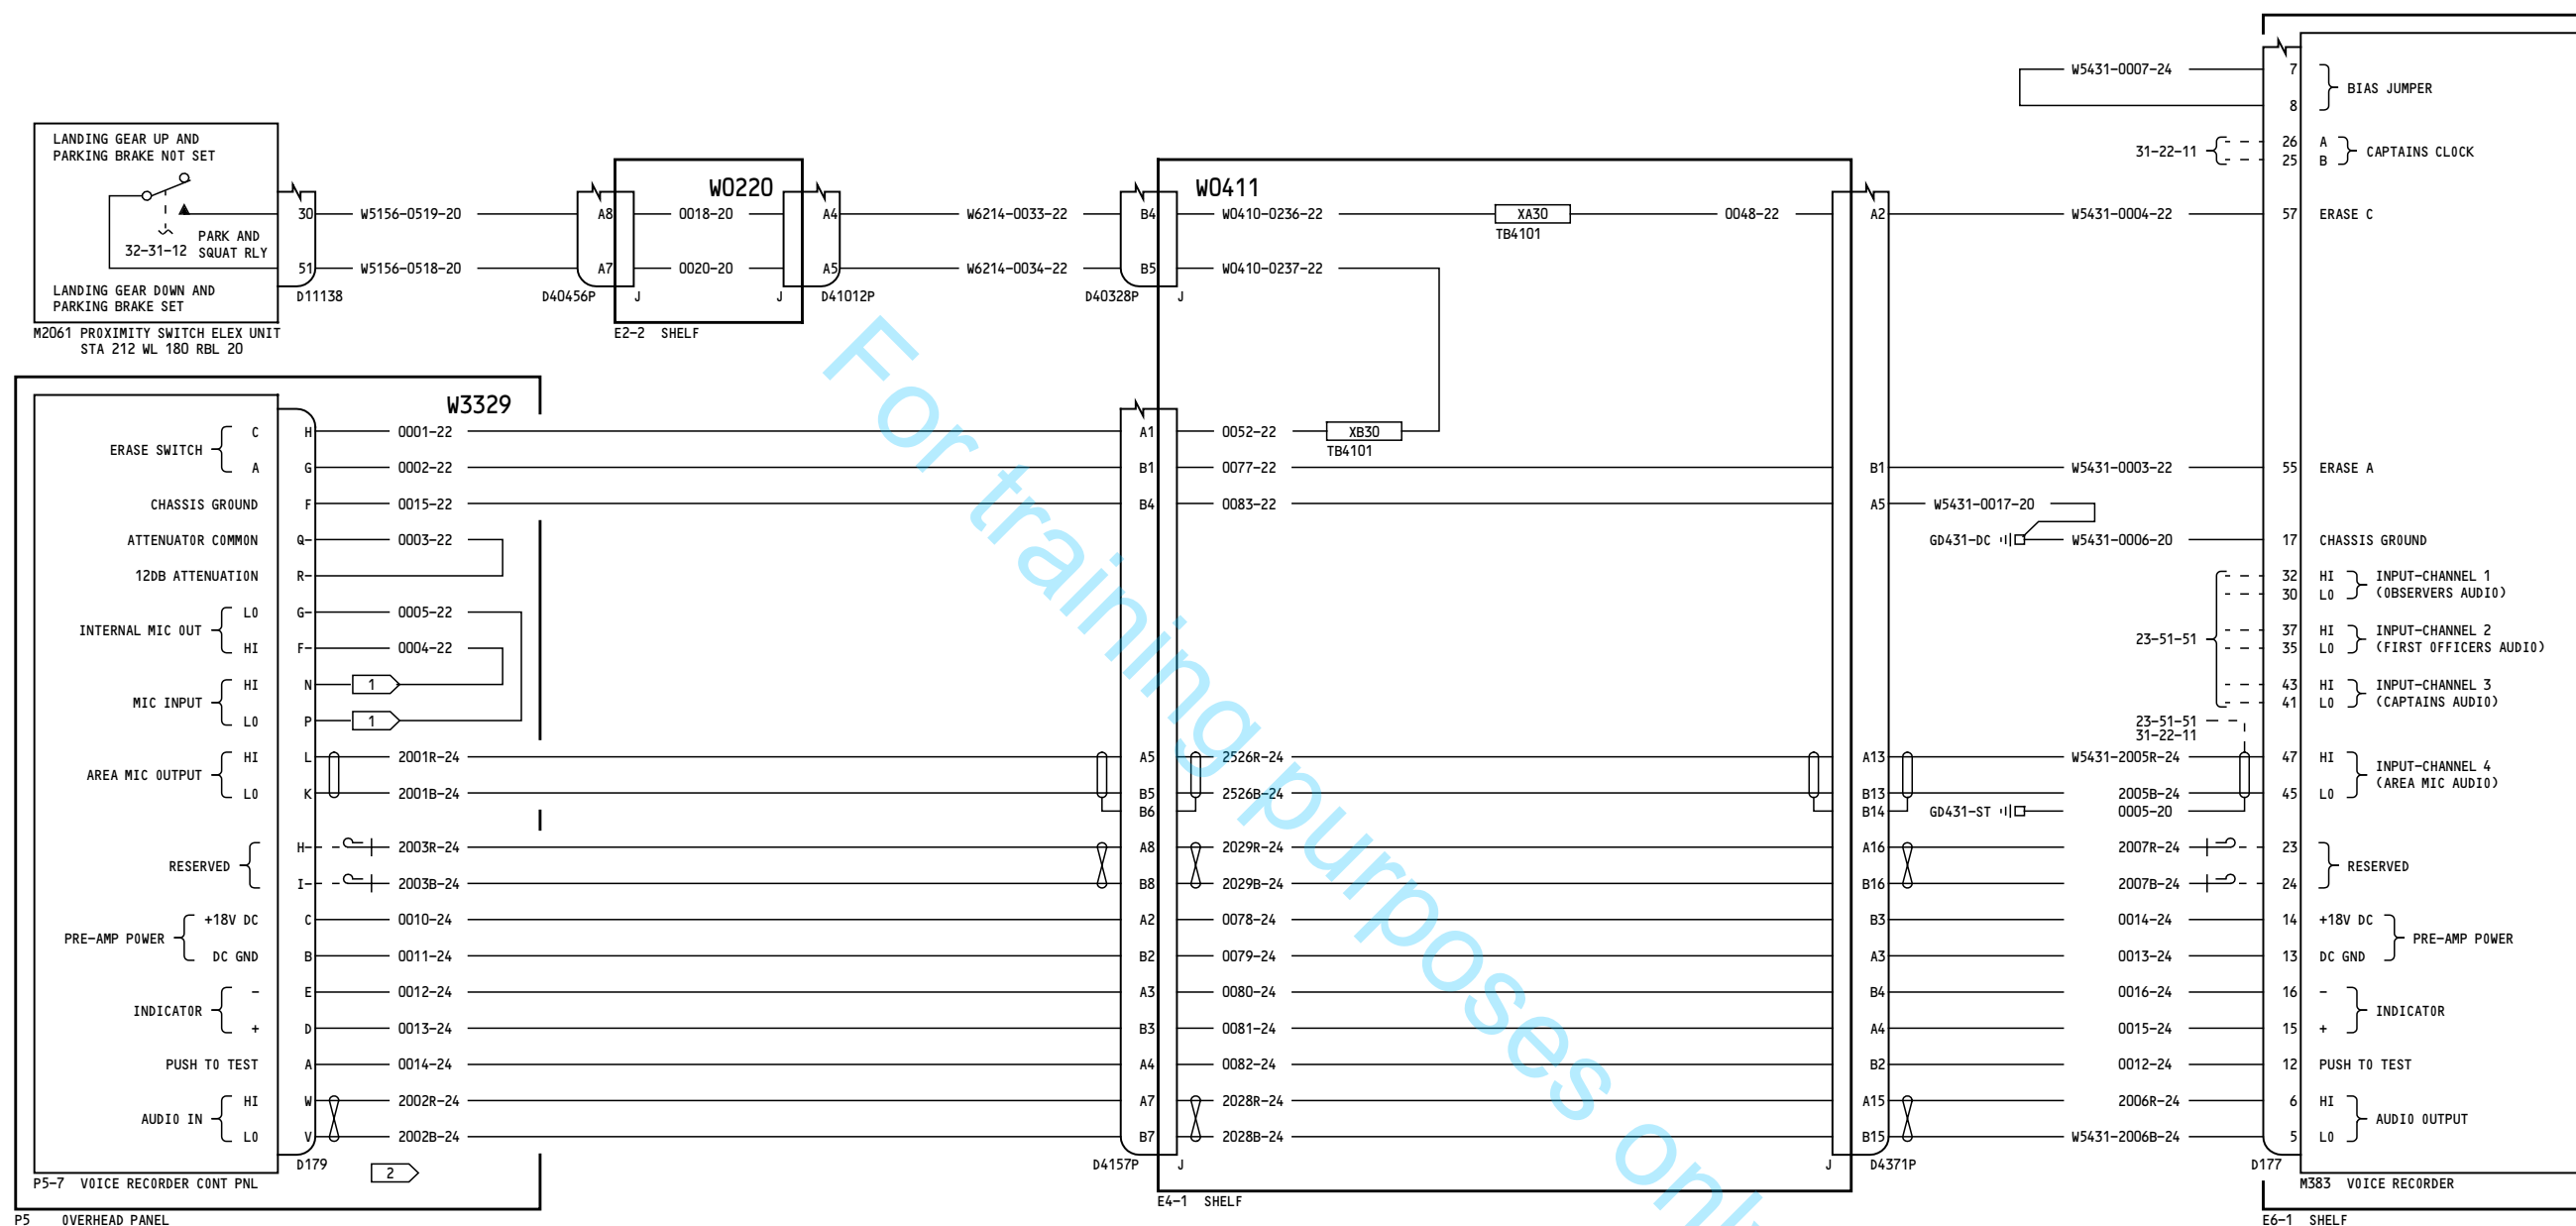 W5431-0007-24 7
BIAS JUMPER
8
LANDING GEAR UP AND
PARKING BRAKE NOT SET
31-22-11 26 A
25 B CAPTAINS CLOCK
W0220 W0411
30 W5156-0519-20 A8 0018-20 A4 W6214-0033-22 B4 W0410-0236-22 XA30 0048-22 A2 W5431-0004-22 57 ERASE C
TB4101
PARK AND
32-31-12 SQUAT RLY
51 W5156-0518-20 A7 0020-20 A5 W6214-0034-22 B5 W0410-0237-22
LANDING GEAR DOWN AND
PARKING BRAKE SET
D11138 D40456P J J D41012P D40328P J
M2061 PROXIMITY SWITCH ELEX UNIT
STA 212 WL 180 RBL 20
E2-2 SHELF
W3329
C H 0001-22 A1 0052-22 XB30
ERASE SWITCH TB4101
A G 0002-22 B1 0077-22 B1 W5431-0003-22 55 ERASE A
CHASSIS GROUND F 0015-22 B4 0083-22 A5 W5431-0017-20
ATTENUATOR COMMON Q- 0003-22 GD431-DC W5431-0006-20 17 CHASSIS GROUND
12DB ATTENUATION R- 32 HI INPUT-CHANNEL 1
30 LO (OBSERVERS AUDIO)
LO G- 0005-22
INTERNAL MIC OUT 37 HI INPUT-CHANNEL 2
HI F- 0004-22 23-51-51 35 LO (FIRST OFFICERS AUDIO)
HI N 1 43 HI INPUT-CHANNEL 3
MIC INPUT 41 LO (CAPTAINS AUDIO)
LO P 1 23-51-51
31-22-11
HI L 2001R-24 A5 2526R-24 A13 W5431-2005R-24 47 HI
AREA MIC OUTPUT INPUT-CHANNEL 4
(AREA MIC AUDIO)
LO K 2001B-24 B5 2526B-24 B13 2005B-24 45 LO
B6 B14 GD431-ST 0005-20
H- 2003R-24 A8 2029R-24 A16 2007R-24 23
RESERVED RESERVED
I- 2003B-24 B8 2029B-24 B16 2007B-24 24
+18V DC C 0010-24 A2 0078-24 B3 0014-24 14 +18V DC
PRE-AMP POWER PRE-AMP POWER
DC GND B 0011-24 B2 0079-24 A3 0013-24 13 DC GND
- E 0012-24 A3 0080-24 B4 0016-24 16 -
INDICATOR INDICATOR
+ D 0013-24 B3 0081-24 A4 0015-24 15 +
PUSH TO TEST A 0014-24 A4 0082-24 B2 0012-24 12 PUSH TO TEST
HI W 2002R-24 A7 2028R-24 A15 2006R-24 6 HI
AUDIO IN AUDIO OUTPUT
LO V 2002B-24 B7 2028B-24 B15 W5431-2006B-24 5 LO
D179 2 D4157P J J D4371P D177
P5-7 VOICE RECORDER CONT PNL M383 VOICE RECORDER
E4-1 SHELF
P5 OVERHEAD PANEL E6-1 SHELF
For training purposes